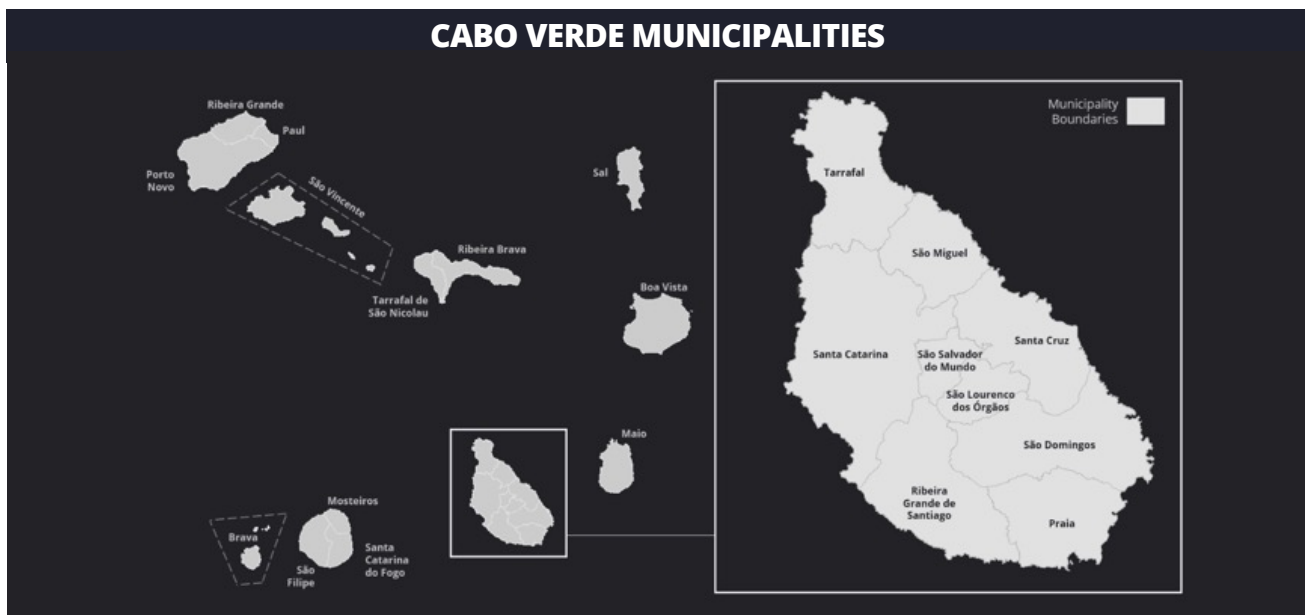 CABO VERDE MUNICIPALITIES
Ribeira Grande
Paul
Porto
Novo
São Vincente
Ribeira Brava
Tarrafal de
São Nicolau
Sal
Boa Vista
Maio
Brava
Mosteiros
São
Filipe
Santa
Catarina
do Fogo
Municipality
Boundaries
Tarrafal
São Miguel
Santa Catarina
São Salvador
do Mundo
Santa Cruz
São Lourenco
dos Órgãos
São Domingos
Ribeira
Grande de
Santiago
Praia